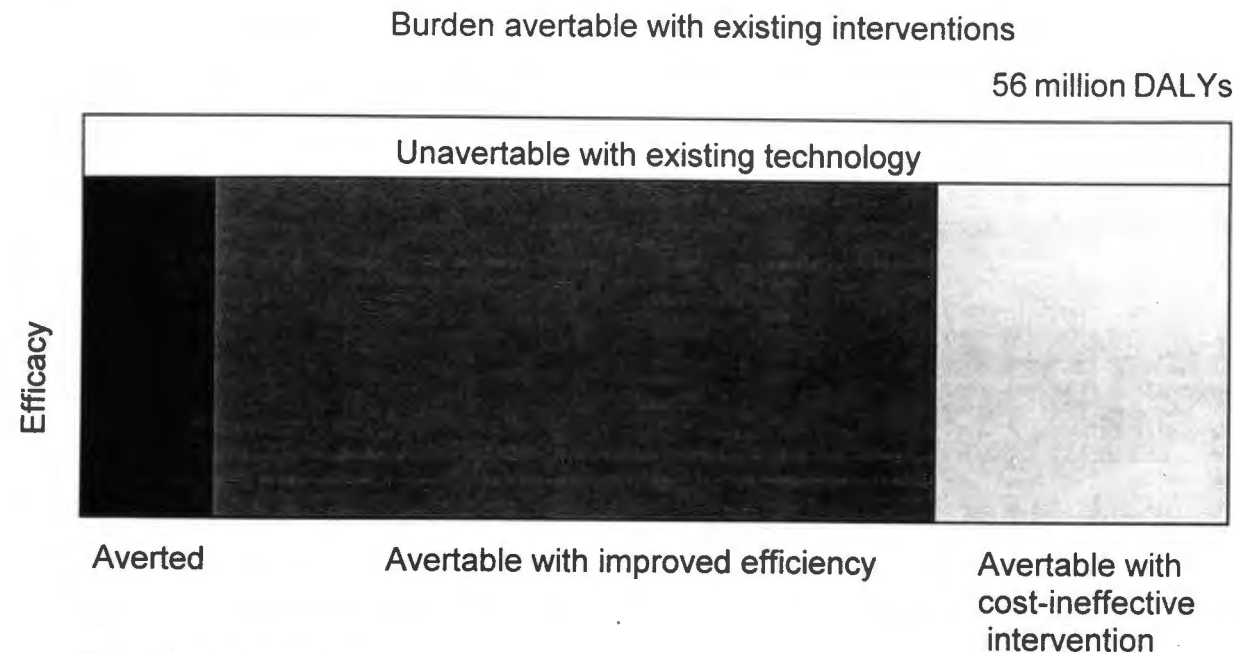 Burden avertable with existing interventions
56 million DALYs
Unavertable with existing technology
Efficacy
Averted
Avertable with improved efficiency
Avertable with
cost-ineffective
intervention